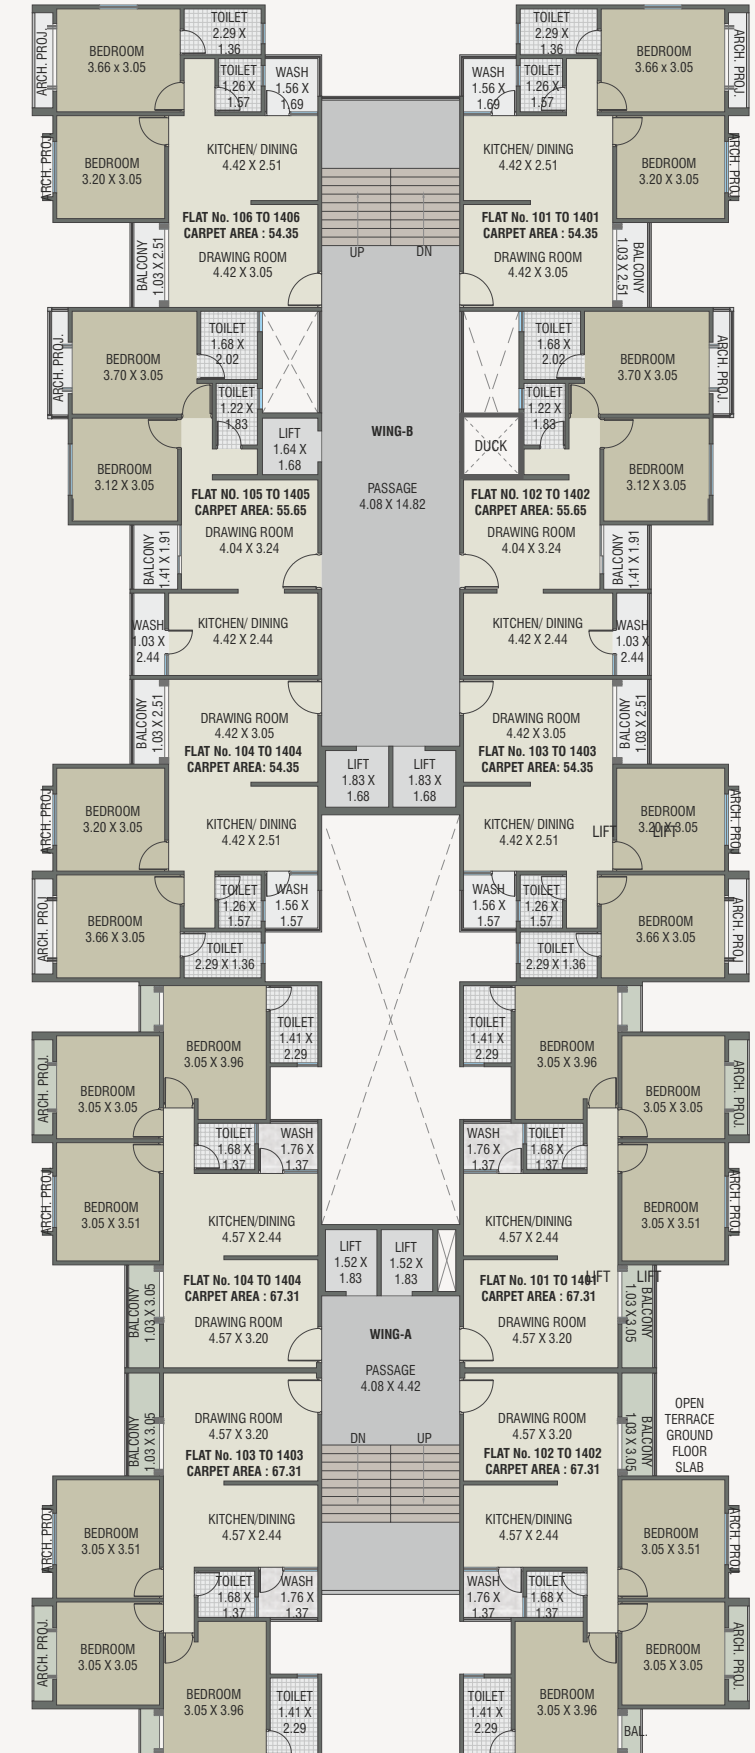 ARCH. PROJ.
BEDROOM
3.66 x 3.05
TOILET
2.29 X
1.36
TOILET
1.26 X
1.57
WASH
1.56 X
1.69
ARCH. PROJ
BEDROOM
3.20 X 3.05
KITCHEN/ DINING
4.42 X 2.51
FLAT No. 106 TO 1406
CARPET AREA : 54.35
BALCONY
1.03 X 2.51
DRAWING ROOM
4.42 X 3.05
UP
DN
TOILET
2.29 X
1.36
BEDROOM
3.66 x 3.05
ARCH. PROJ.
WASH
1.56 X
1.69
TOILET
1.26 X
1.57
KITCHEN/ DINING
4.42 X 2.51
BEDROOM
3.20 X 3.05
ARCH. PROJ
FLAT No. 101 TO 1401
CARPET AREA : 54.35
DRAWING ROOM
4.42 X 3.05
BALCONY
1.03 X 2.51
ARCH. PROJ.
BEDROOM
3.70 X 3.05
TOILET
1.68 X
2.02
TOILET
1.22 X
1.83
LIFT
1.64 X
1.68
BEDROOM
3.12 X 3.05
FLAT NO. 105 TO 1405
CARPET AREA: 55.65
DRAWING ROOM
4.04 X 3.24
BALCONY
1.41 X 1.91
WASH
1.03 X
2.44
KITCHEN/ DINING
4.42 X 2.44
WING-B
PASSAGE
4.08 X 14.82
TOILET
1.68 X
2.02
BEDROOM
3.70 X 3.05
ARCH. PROJ.
TOILET
1.22 X
1.83
DUCK
BEDROOM
3.12 X 3.05
FLAT NO. 102 TO 1402
CARPET AREA: 55.65
DRAWING ROOM
4.04 X 3.24
BALCONY
1.41 X 1.91
KITCHEN/ DINING
4.42 X 2.44
WASH
1.03 X
2.44
BALCONY
1.03 X 2.51
DRAWING ROOM
4.42 X 3.05
FLAT No. 104 TO 1404
CARPET AREA: 54.35
LIFT
1.83 X
1.68
LIFT
1.83 X
1.68
DRAWING ROOM
4.42 X 3.05
FLAT No. 103 TO 1403
CARPET AREA: 54.35
BALCONY
1.03 X 2.51
ARCH. PROJ
BEDROOM
3.20 X 3.05
KITCHEN/ DINING
4.42 X 2.51
KITCHEN/ DINING
4.42 X 2.51
LIFT
LIFT
BEDROOM
3.20 X 3.05
ARCH. PROJ
ARCH. PROJ
BEDROOM
3.66 X 3.05
TOILET
1.26 X
1.57
WASH
1.56 X
1.57
TOILET
2.29 X 1.36
WASH
1.56 X
1.57
TOILET
1.26 X
1.57
TOILET
2.29 X 1.36
BEDROOM
3.66 X 3.05
ARCH. PROJ
BEDROOM
3.05 X 3.96
TOILET
1.41 X
2.29
TOILET
1.41 X
2.29
BEDROOM
3.05 X 3.96
ARCH. PROJ.
BEDROOM
3.05 X 3.05
TOILET
1.68 X
1.37
WASH
1.76 X
1.37
WASH
1.76 X
1.37
TOILET
1.68 X
1.37
BEDROOM
3.05 X 3.05
ARCH. PROJ.
ARCH. PROJ
BEDROOM
3.05 X 3.51
KITCHEN/DINING
4.57 X 2.44
KITCHEN/DINING
4.57 X 2.44
BEDROOM
3.05 X 3.51
ARCH. PROJ
FLAT No. 104 TO 1404
CARPET AREA : 67.31
LIFT
1.52 X
1.83
LIFT
1.52 X
1.83
FLAT No. 101 TO 1401
CARPET AREA : 67.31
LIFT
LIFT
BALCONY
1.03 X 3.05
DRAWING ROOM
4.57 X 3.20
WING-A
PASSAGE
4.08 X 4.42
DRAWING ROOM
4.57 X 3.20
BALCONY
1.03 X 3.05
BALCONY
1.03 X 3.05
DRAWING ROOM
4.57 X 3.20
FLAT No. 103 TO 1403
CARPET AREA : 67.31
DN
UP
DRAWING ROOM
4.57 X 3.20
FLAT No. 102 TO 1402
CARPET AREA : 67.31
BALCONY
1.03 X 3.05
OPEN
TERRACE
GROUND
FLOOR
SLAB
ARCH. PROJ
BEDROOM
3.05 X 3.51
KITCHEN/DINING
4.57 X 2.44
KITCHEN/DINING
4.57 X 2.44
BEDROOM
3.05 X 3.51
ARCH. PROJ
TOILET
1.68 X
1.37
WASH
1.76 X
1.37
WASH
1.76 X
1.37
TOILET
1.68 X
1.37
ARCH. PROJ.
BEDROOM
3.05 X 3.05
BEDROOM
3.05 X 3.05
ARCH. PROJ.
BEDROOM
3.05 X 3.96
TOILET
1.41 X
2.29
TOILET
1.41 X
2.29
BEDROOM
3.05 X 3.96
BAL.